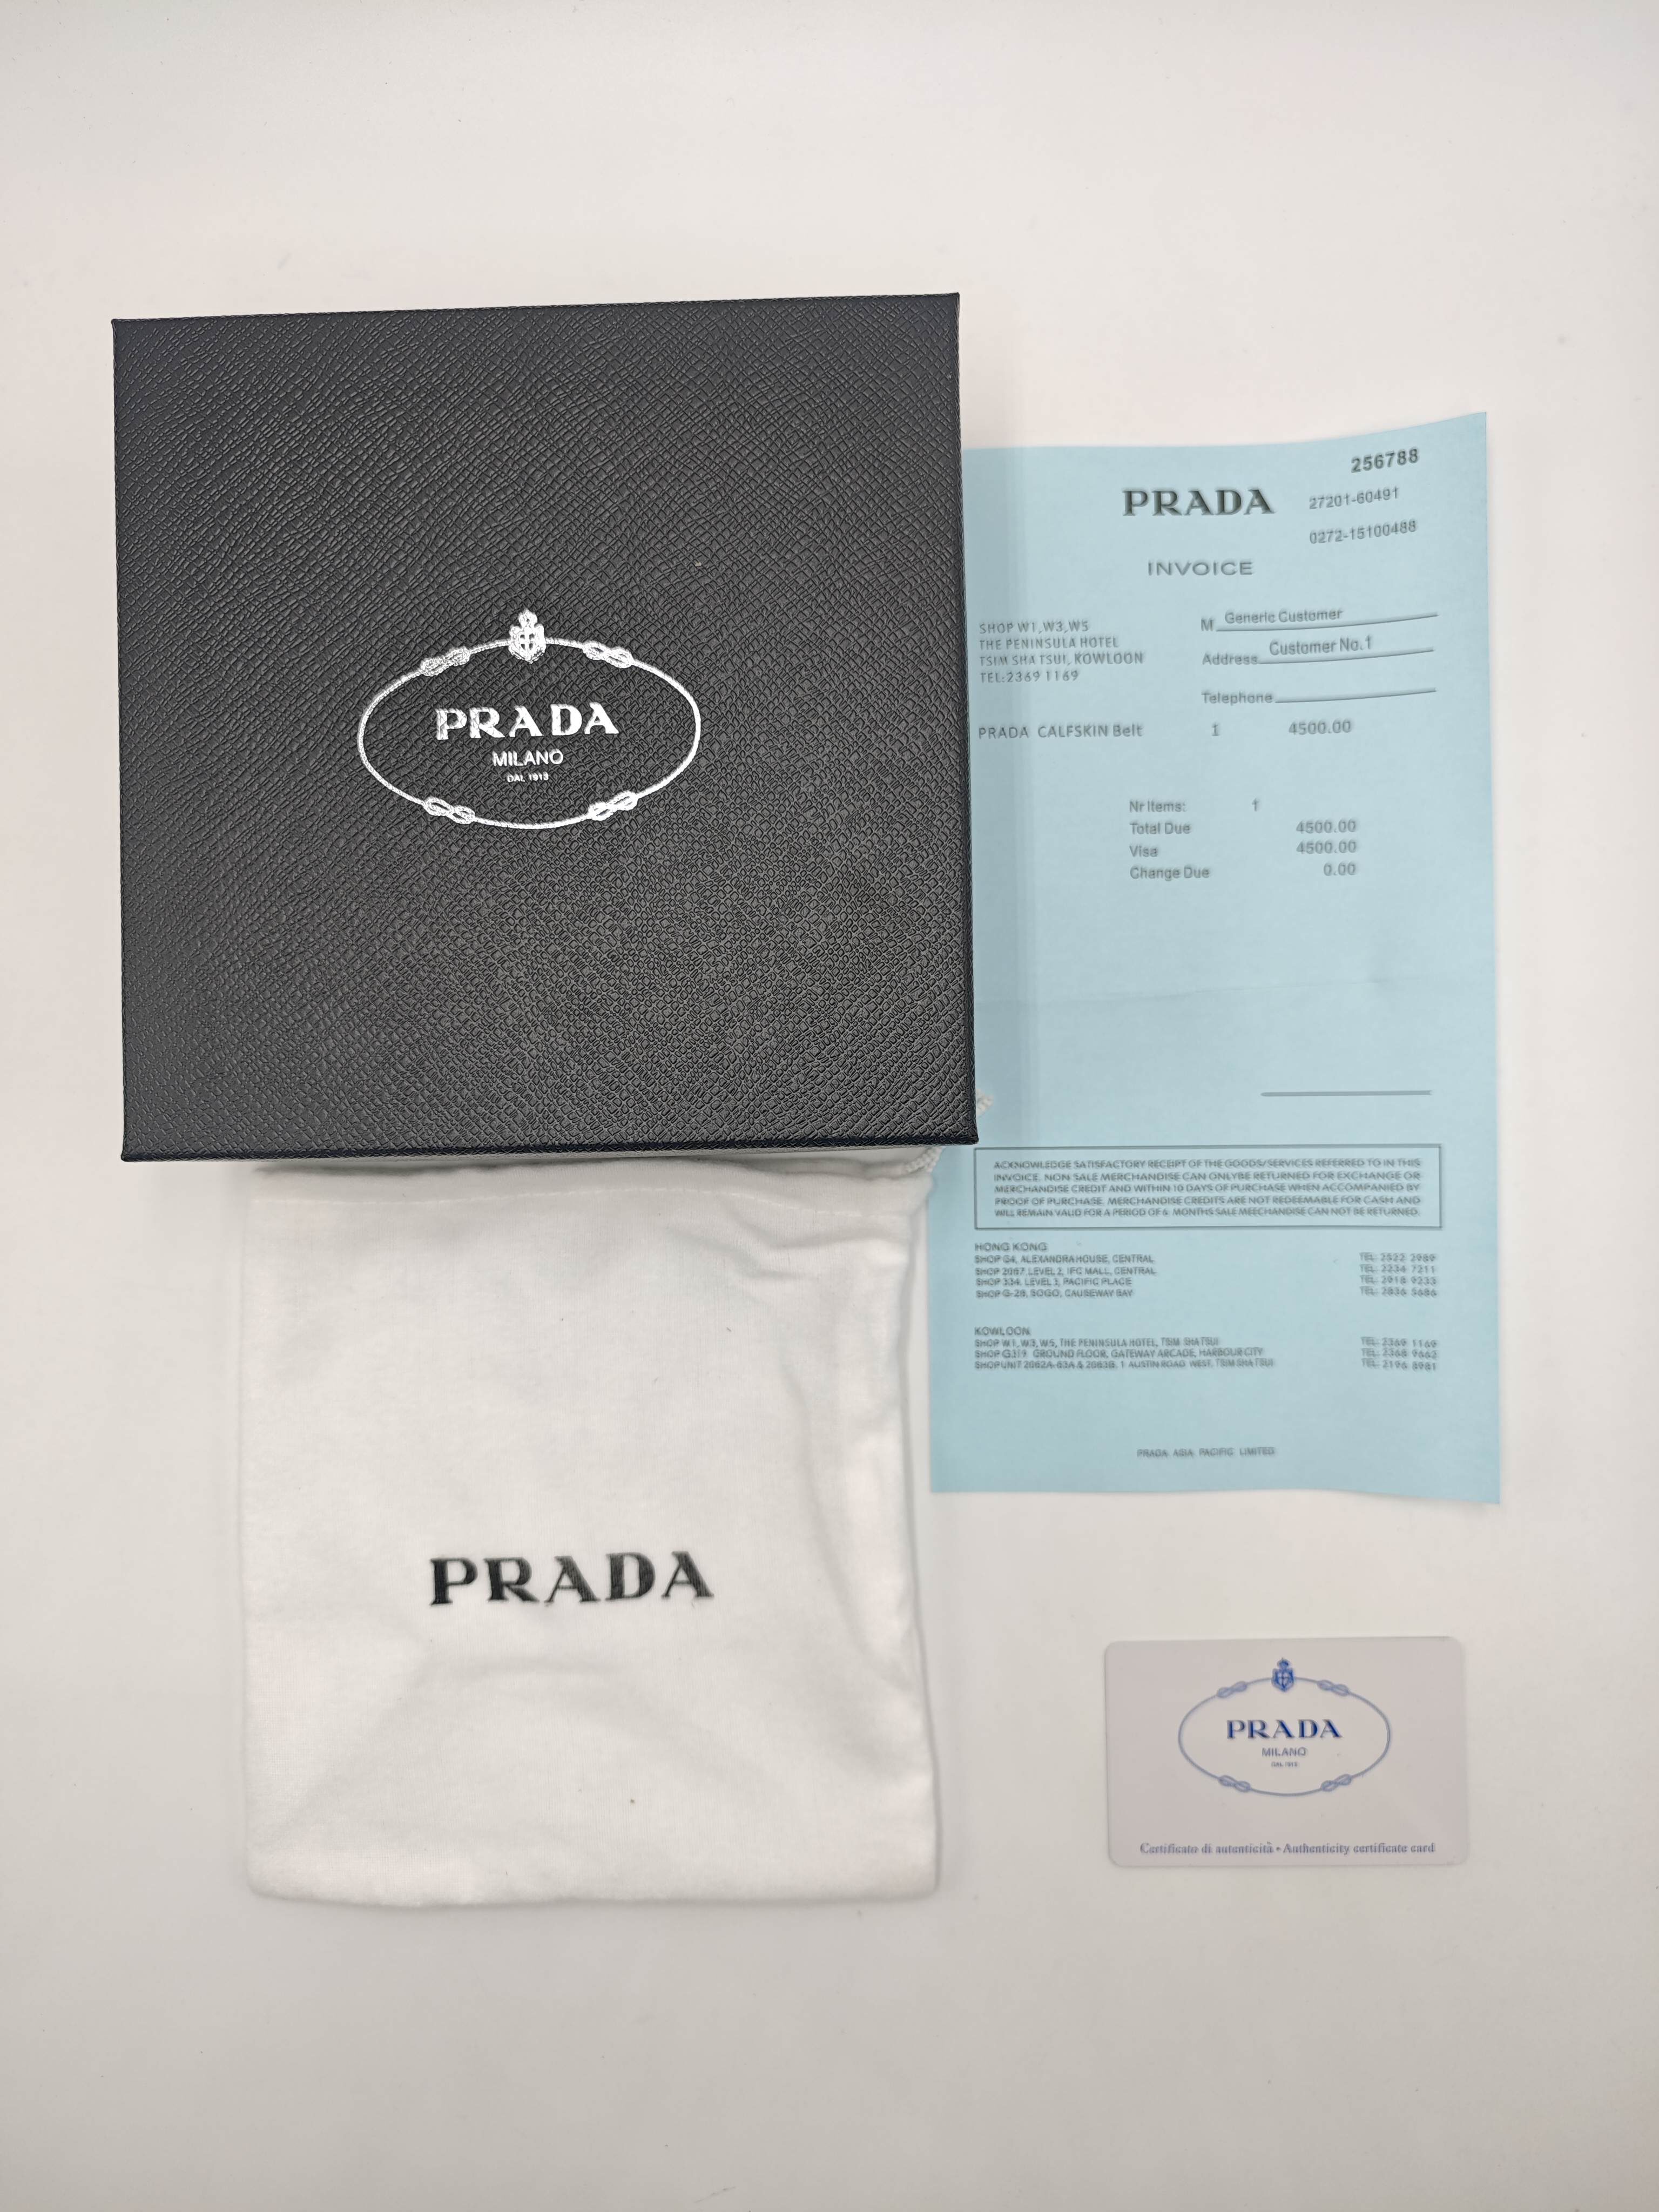 PRADA
MILANO
DAL 1913
256788
PRADA
27201-60491
0272-15100488
INVOICE
SHOP W1,W3,W5
THE PENINSULA HOTEL
TSIM SHA TSUI, KOWLOON
TEL:2369 1169
M Generic Customer
Address Customer No.1
Telephone
PRADA CALFSKIN Belt 1 4500.00
Nr Items: 1
Total Due 4500.00
Visa 4500.00
Change Due 0.00
ACKNOWLEDGE SATISFACTORY RECEIPT OF THE GOODS/SERVICES REFERRED TO IN THIS
INVOICE. NON SALE MERCHANDISE CAN ONLYBE RETURNED FOR EXCHANGE OR
MERCHANDISE CREDIT AND WITHIN 10 DAYS OF PURCHASE WHEN ACCOMPANIED BY
PROOF OF PURCHASE. MERCHANDISE CREDITS ARE NOT REDEEMABLE FOR CASH AND
WILL REMAIN VALID FOR A PERIOD OF 6 MONTHS SALE MEECHANDISE CAN NOT BE RETURNED.
HONG KONG
SHOP G4, ALEXANDRA HOUSE, CENTRAL TEL: 2522 2989
SHOP 2067 LEVEL 2, IFC MALL, CENTRAL TEL: 2234 7211
SHOP 334, LEVEL 3, PACIFIC PLACE TEL: 2918 9233
SHOP G-28, SOGO, CAUSEWAY BAY TEL: 2836 5686
KOWLOON
SHOP W1, W3, W5, THE PENINSULA HOTEL, TSIM SHA TSUI TEL: 2369 1169
SHOP G319 GROUND FLOOR, GATEWAY ARCADE, HARBOUR CITY TEL: 2368 9662
SHOP UNIT 2082A-83A & 2083B, 1 AUSTIN ROAD WEST, TSIM SHA TSUI TEL: 2196 8981
PRADA ASIA PACIFIC LIMITED
PRADA
PRADA
MILANO
DAL 1913
Certificato di autenticità • Authenticity certificate card